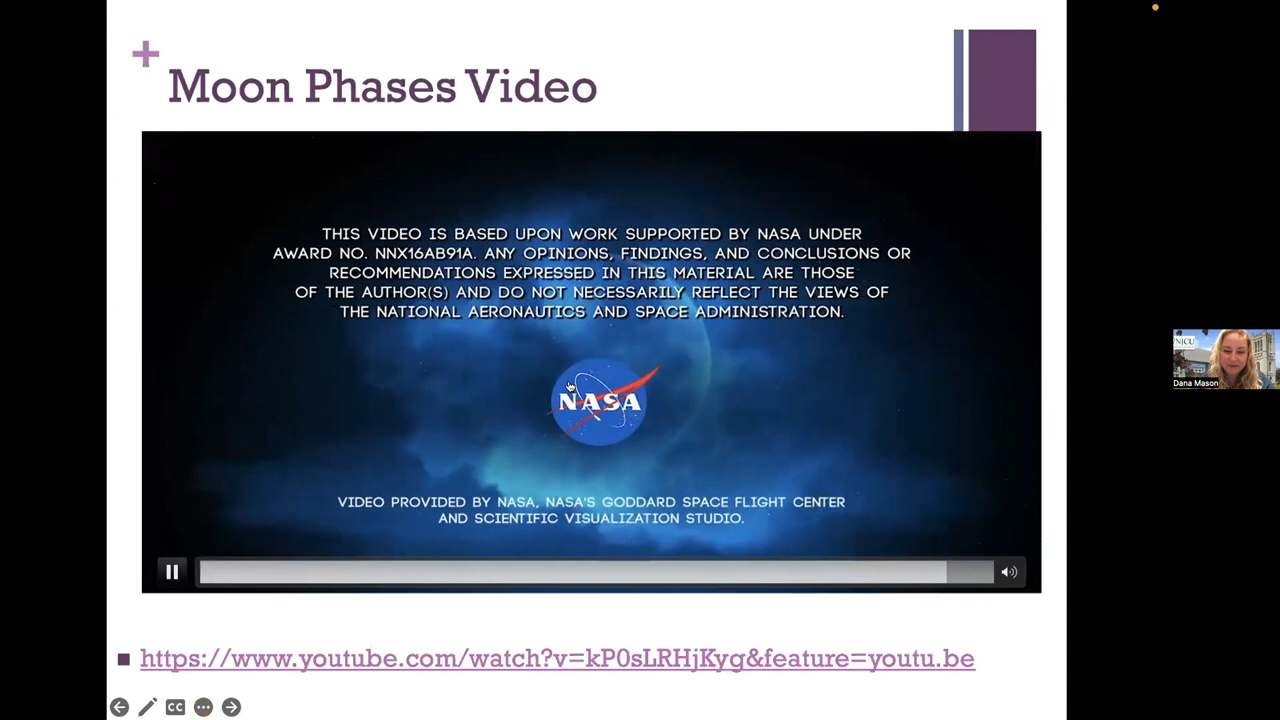 +
Moon Phases Video
THIS VIDEO IS BASED UPON WORK SUPPORTED BY NASA UNDER
AWARD NO. NNX16AB91A. ANY OPINIONS, FINDINGS, AND CONCLUSIONS OR
RECOMMENDATIONS EXPRESSED IN THIS MATERIAL ARE THOSE
OF THE AUTHOR(S) AND DO NOT NECESSARILY REFLECT THE VIEWS OF
THE NATIONAL AERONAUTICS AND SPACE ADMINISTRATION.
NASA
VIDEO PROVIDED BY NASA, NASA'S GODDARD SPACE FLIGHT CENTER
AND SCIENTIFIC VISUALIZATION STUDIO.
NJCU
Dana Mason
https://www.youtube.com/watch?v=kP0sLRHjKyg&feature=youtu.be
CC